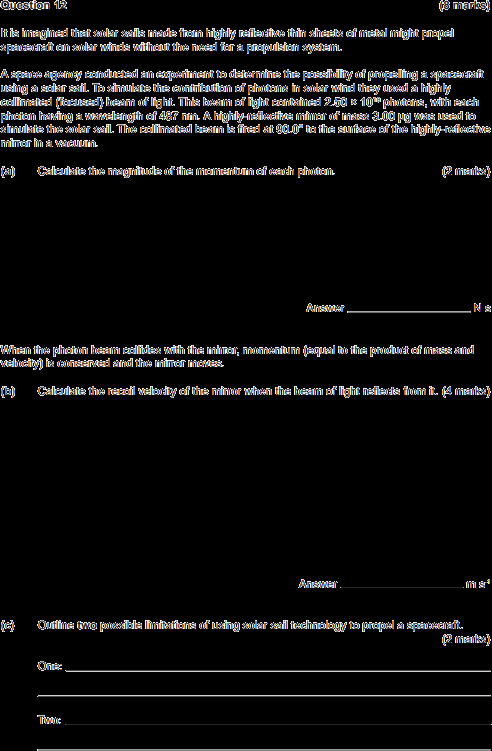 Question 12 (8 marks)
It is imagined that solar sails made from highly reflective thin sheets of metal might propel
spacecraft on solar winds without the need for a propulsion system.
A space agency conducted an experiment to determine the possibility of propelling a spacecraft
using a solar sail. To simulate the contribution of photons in solar wind they used a highly
collimated (focused) beam of light. This beam of light contained 2.50 × 10 photons, with each
photon having a wavelength of nm. A highly-reflective mirror of mass 3.00 µg was used to
simulate the solar sail. The collimated beam is fired at 90.0° to the surface of the highly-reflective
mirror in a vacuum.
(a) Calculate the magnitude of the momentum of each photon. (2 marks)
Answer N s
When the photon beam collides with the mirror, momentum (equal to the product of mass and
velocity) is conserved and the mirror moves.
(b) Calculate the recoil velocity of the mirror when the beam of light reflects from it. (4 marks)
Answer m s⁻¹
(c) Outline two possible limitations of using solar sail technology to propel a spacecraft.
(2 marks)
One:
Two: